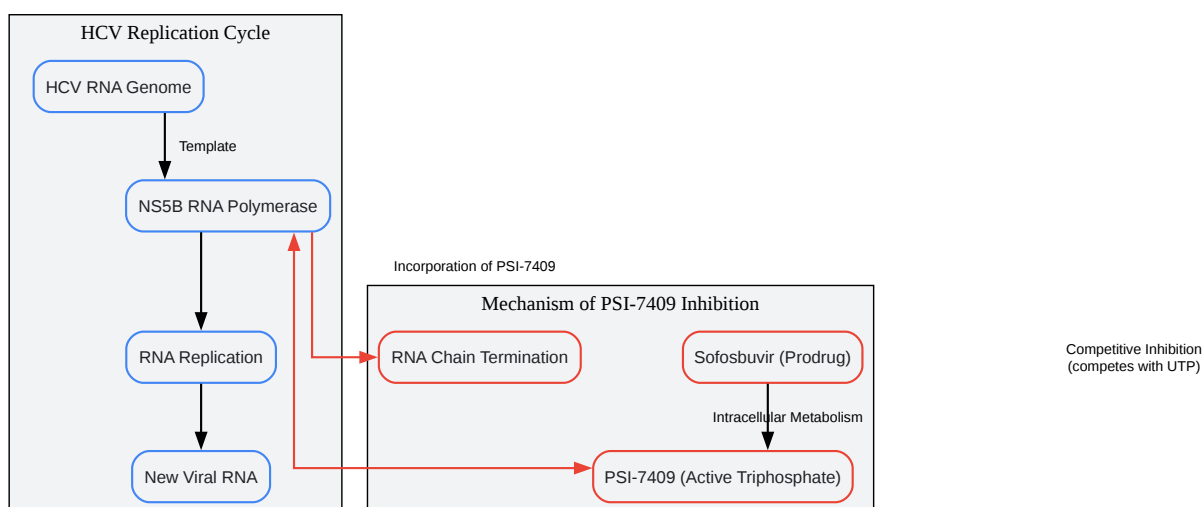 HCV Replication Cycle
HCV RNA Genome
Template
NS5B RNA Polymerase
Incorporation of PSI-7409
Mechanism of PSI-7409 Inhibition
RNA Replication
RNA Chain Termination
Sofosbuvir (Prodrug)
Competitive Inhibition
(competes with UTP)
Intracellular Metabolism
New Viral RNA
PSI-7409 (Active Triphosphate)